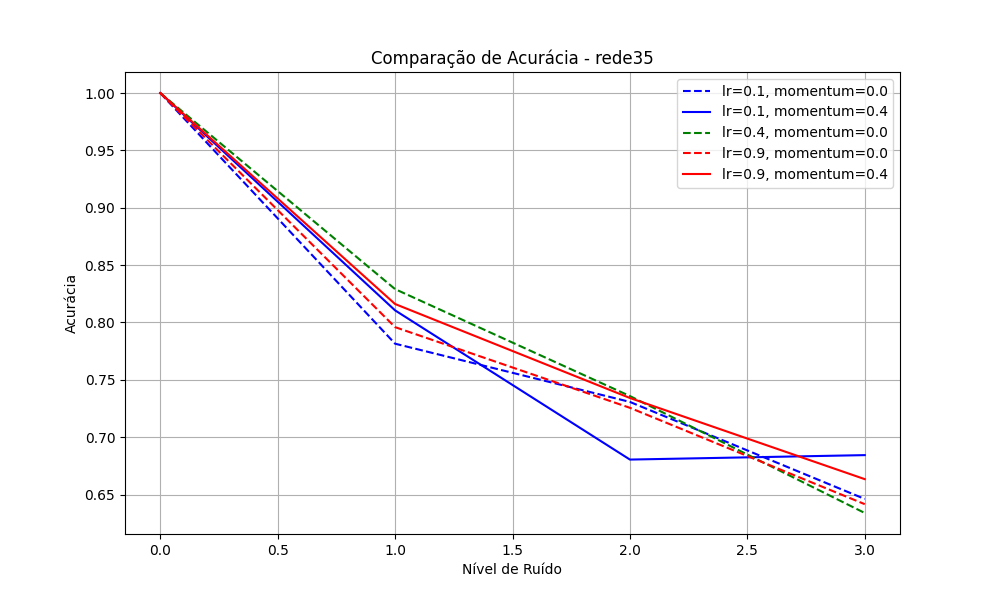 Comparação de Acurácia - rede35
lr=0.1, momentum=0.0
lr=0.1, momentum=0.4
lr=0.4, momentum=0.0
lr=0.9, momentum=0.0
lr=0.9, momentum=0.4
Acurácia
1.00
0.95
0.90
0.85
0.80
0.75
0.70
0.65
0.0 0.5 1.0 1.5 2.0 2.5 3.0
Nível de Ruído